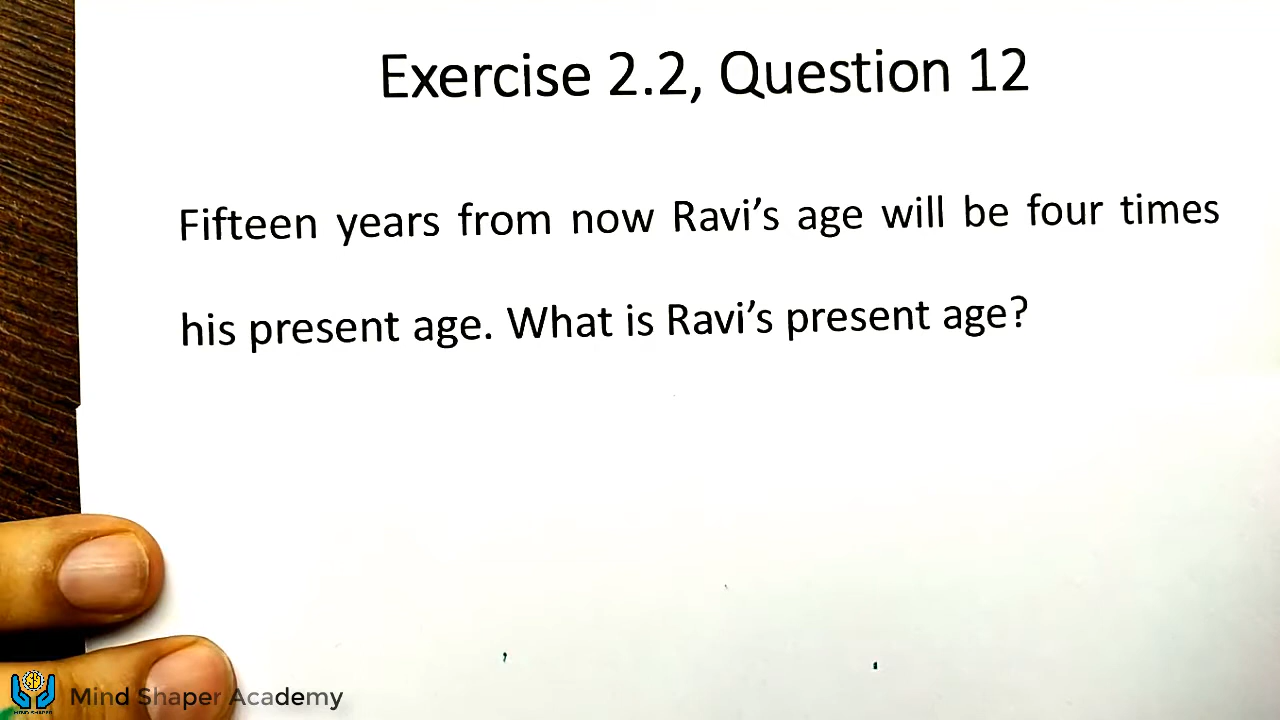 Exercise 2.2, Question 12
Fifteen years from now Ravi's age will be four times
his present age. What is Ravi's present age?
Mind Shaper Academy